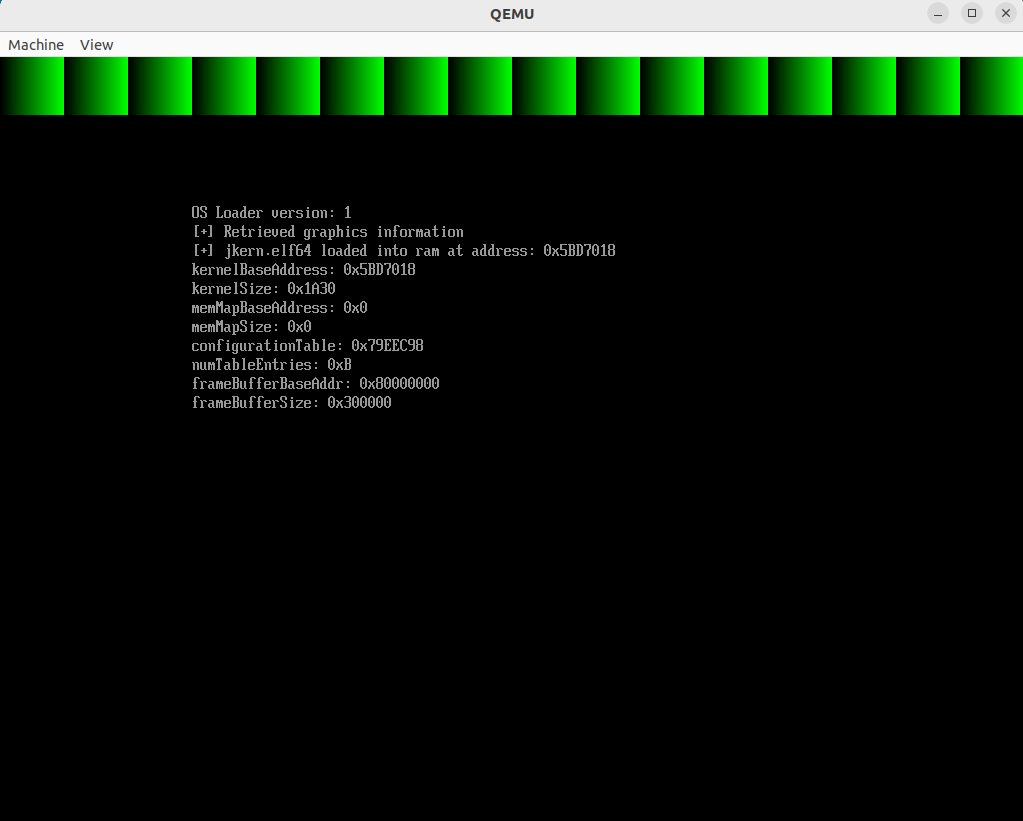 QEMU
Machine View
OS Loader version: 1
[+] Retrieved graphics information
[+] jkern.elf64 loaded into ram at address: 0x5BD7018
kernelBaseAddress: 0x5BD7018
kernelSize: 0x1A30
memMapBaseAddress: 0x0
memMapSize: 0x0
configurationTable: 0x79EEC98
numTableEntries: 0xB
frameBufferBaseAddr: 0x80000000
frameBufferSize: 0x300000